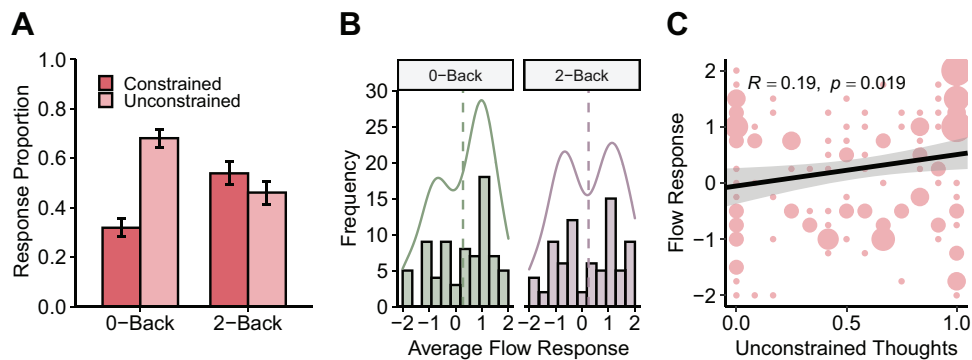 A
Response Proportion
1.0
0.8
0.6
0.4
0.2
0.0
Constrained
Unconstrained
0−Back
2−Back
B
0−Back
2−Back
Frequency
30
25
20
15
10
5
0
−2 −1 0 1 2
−2 −1 0 1 2
Average Flow Response
C
R = 0.19, p = 0.019
Flow Response
2
1
0
−1
−2
0.0 0.5 1.0
Unconstrained Thoughts